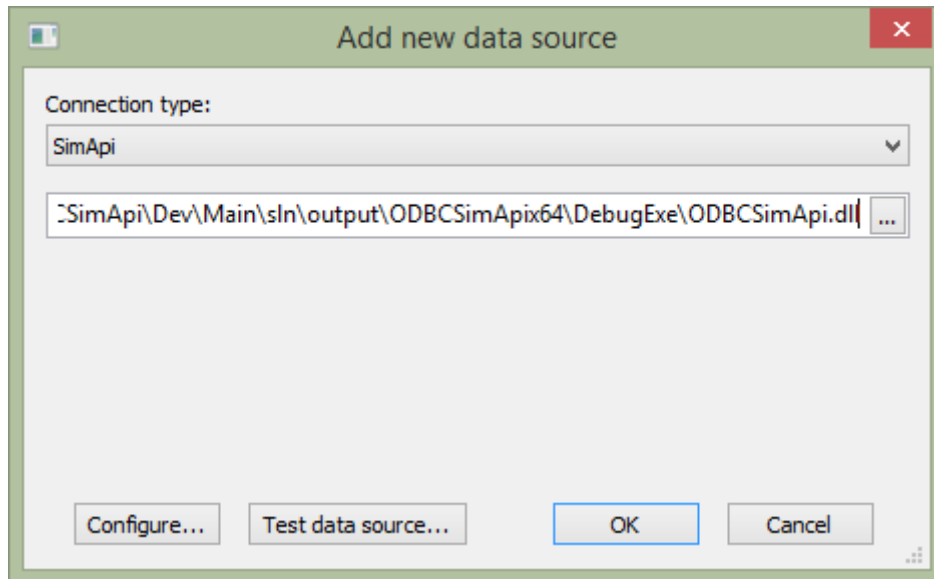 Add new data source
Connection type:
SimApi
SimApi\Dev\Main\sln\output\ODBCSimApix64\DebugExe\ODBCSimApi.dll ...
Configure... Test data source... OK Cancel